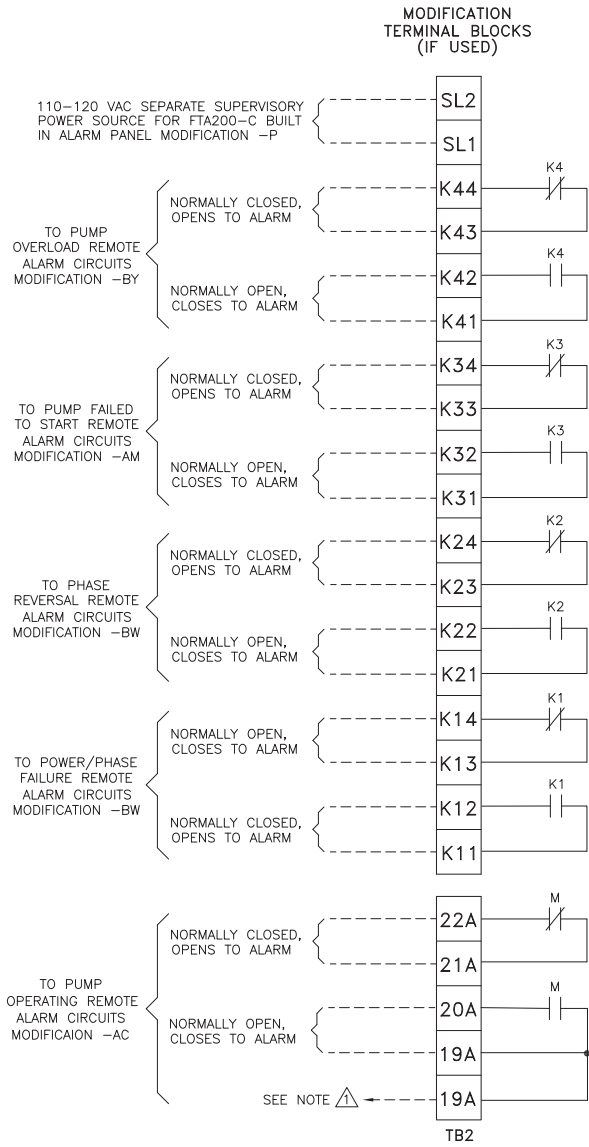 MODIFICATION
TERMINAL BLOCKS
(IF USED)
110-120 VAC SEPARATE SUPERVISORY
POWER SOURCE FOR FTA200-C BUILT
IN ALARM PANEL MODIFICATION -P
SL2
SL1
TO PUMP
OVERLOAD REMOTE
ALARM CIRCUITS
MODIFICATION -BY
NORMALLY CLOSED,
OPENS TO ALARM
K44
K4
K43
NORMALLY OPEN,
CLOSES TO ALARM
K42
K4
K41
TO PUMP FAILED
TO START REMOTE
ALARM CIRCUITS
MODIFICATION -AM
NORMALLY CLOSED,
OPENS TO ALARM
K34
K3
K33
NORMALLY OPEN,
CLOSES TO ALARM
K32
K3
K31
TO PHASE
REVERSAL REMOTE
ALARM CIRCUITS
MODIFICATION -BW
NORMALLY CLOSED,
OPENS TO ALARM
K24
K2
K23
NORMALLY OPEN,
CLOSES TO ALARM
K22
K2
K21
TO POWER/PHASE
FAILURE REMOTE
ALARM CIRCUITS
MODIFICATION -BW
NORMALLY OPEN,
CLOSES TO ALARM
K14
K1
K13
NORMALLY CLOSED,
OPENS TO ALARM
K12
K1
K11
TO PUMP
OPERATING REMOTE
ALARM CIRCUITS
MODIFICAION -AC
NORMALLY CLOSED,
OPENS TO ALARM
22A
M
21A
NORMALLY OPEN,
CLOSES TO ALARM
20A
M
19A
SEE NOTE 1
19A
TB2